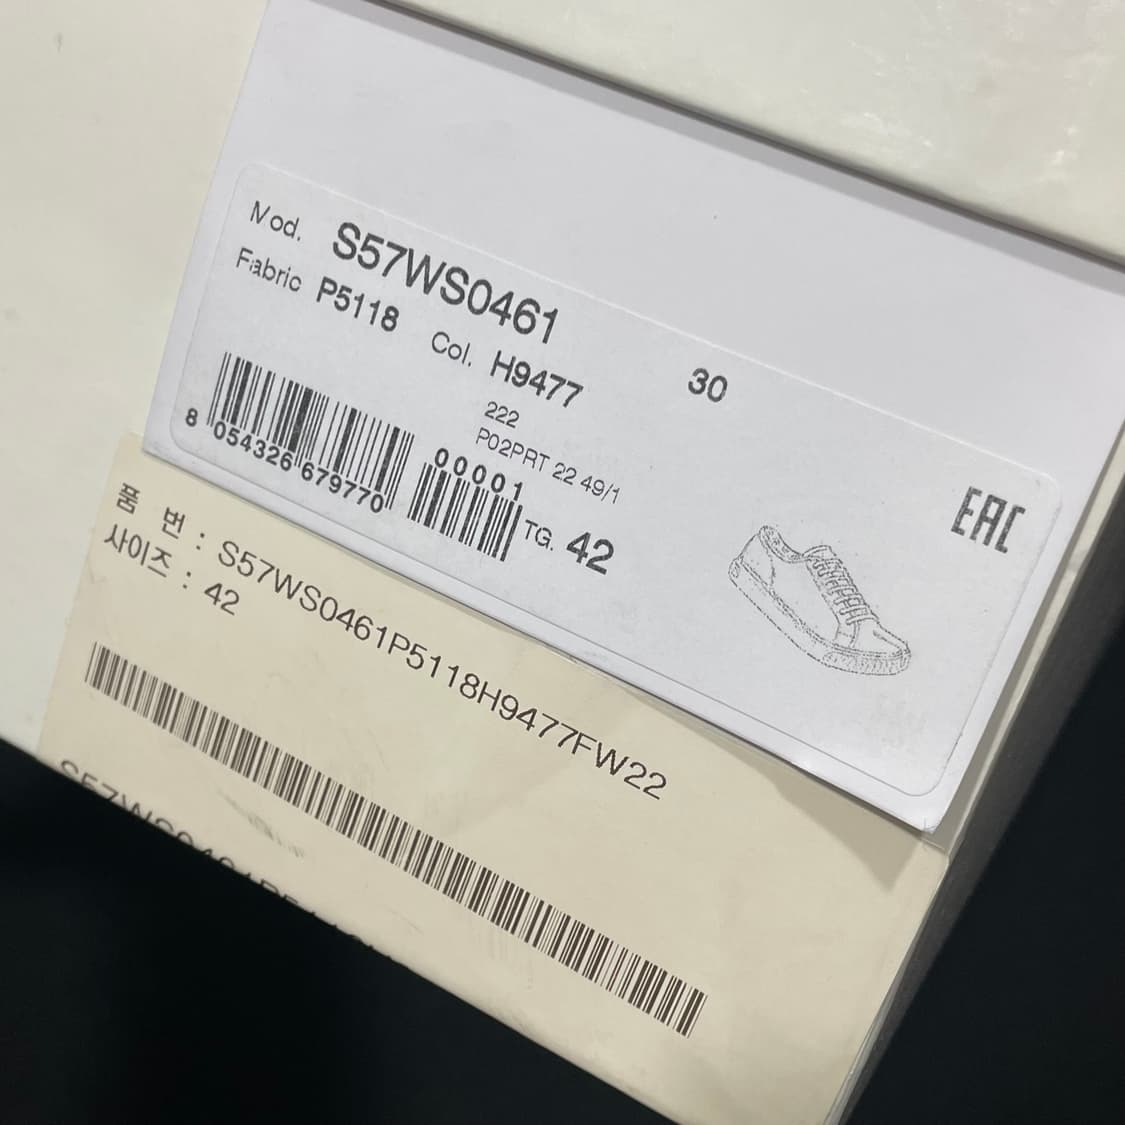 Mod. S57WS0461
Fabric P5118 Col. H9477 30
222
P02PRT 22 49/1
8 054326 679770 00001 TG. 42
EAC
품 번 : S57WS0461P5118H9477FW22
사이즈 : 42